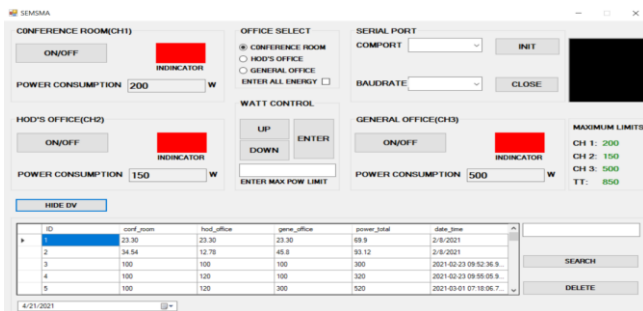 SEMSMA
CONFERENCE ROOM(CH1)
ON/OFF
INDINCATOR
POWER CONSUMPTION 200 W
OFFICE SELECT
CONFERENCE ROOM
HOD'S OFFICE
GENERAL OFFICE
ENTER ALL ENERGY
SERIAL PORT
COMPORT
INIT
BAUDRATE
CLOSE
HOD'S OFFICE(CH2)
ON/OFF
INDINCATOR
POWER CONSUMPTION 150 W
WATT CONTROL
UP
DOWN
ENTER
ENTER MAX POW LIMIT
GENERAL OFFICE(CH3)
ON/OFF
INDINCATOR
POWER CONSUMPTION 500 W
MAXIMUM LIMITS
CH 1: 200
CH 2: 150
CH 3: 500
TT: 850
HIDE DV
ID conf_room hod_office gene_office power_total date_time
1 23.30 23.30 23.30 69.9 2/8/2021
2 34.54 12.78 45.8 93.12 2/8/2021
3 100 100 100 300 2021-02-23 09:52:36.9...
4 100 120 100 320 2021-02-23 09:55:05.9...
5 100 120 300 520 2021-03-01 07:18:06.7...
SEARCH
DELETE
4/21/2021